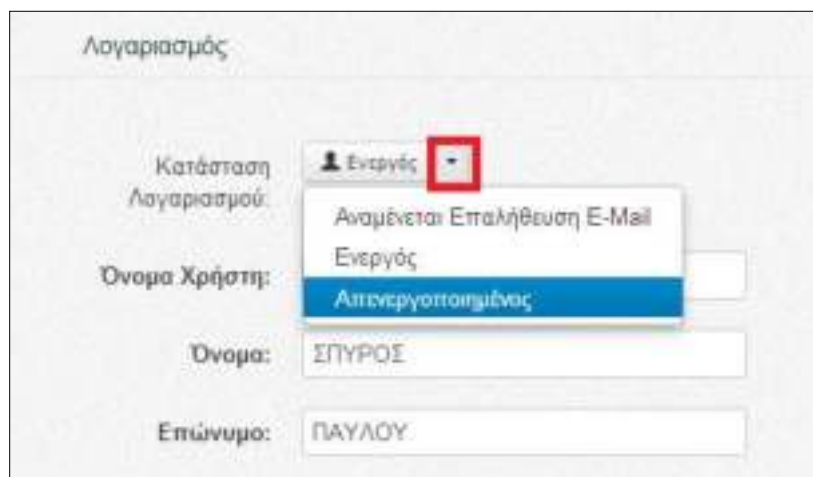 Λογαριασμός
Κατάσταση
Λογαριασμού:
Ενεργός
Αναμένεται Επαλήθευση E-Mail
Ενεργός
Απενεργοποιημένος
Όνομα Χρήστη:
Όνομα:
ΣΠΥΡΟΣ
Επώνυμο:
ΠΑΥΛΟΥ